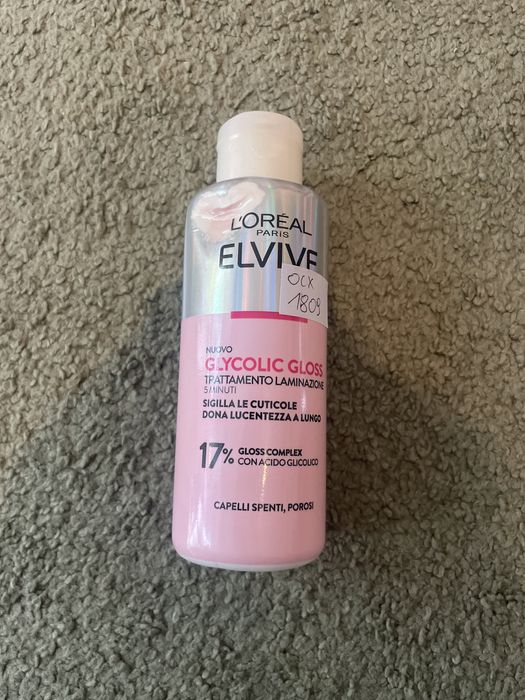 L'ORÉAL
PARIS
ELVIVE
OCX
1809
NUOVO
GLYCOLIC GLOSS
TRATTAMENTO LAMINAZIONE
5 MINUTI
SIGILLA LE CUTICOLE
DONA LUCENTEZZA A LUNGO
17% GLOSS COMPLEX
CON ACIDO GLICOLICO
CAPELLI SPENTI, POROSI